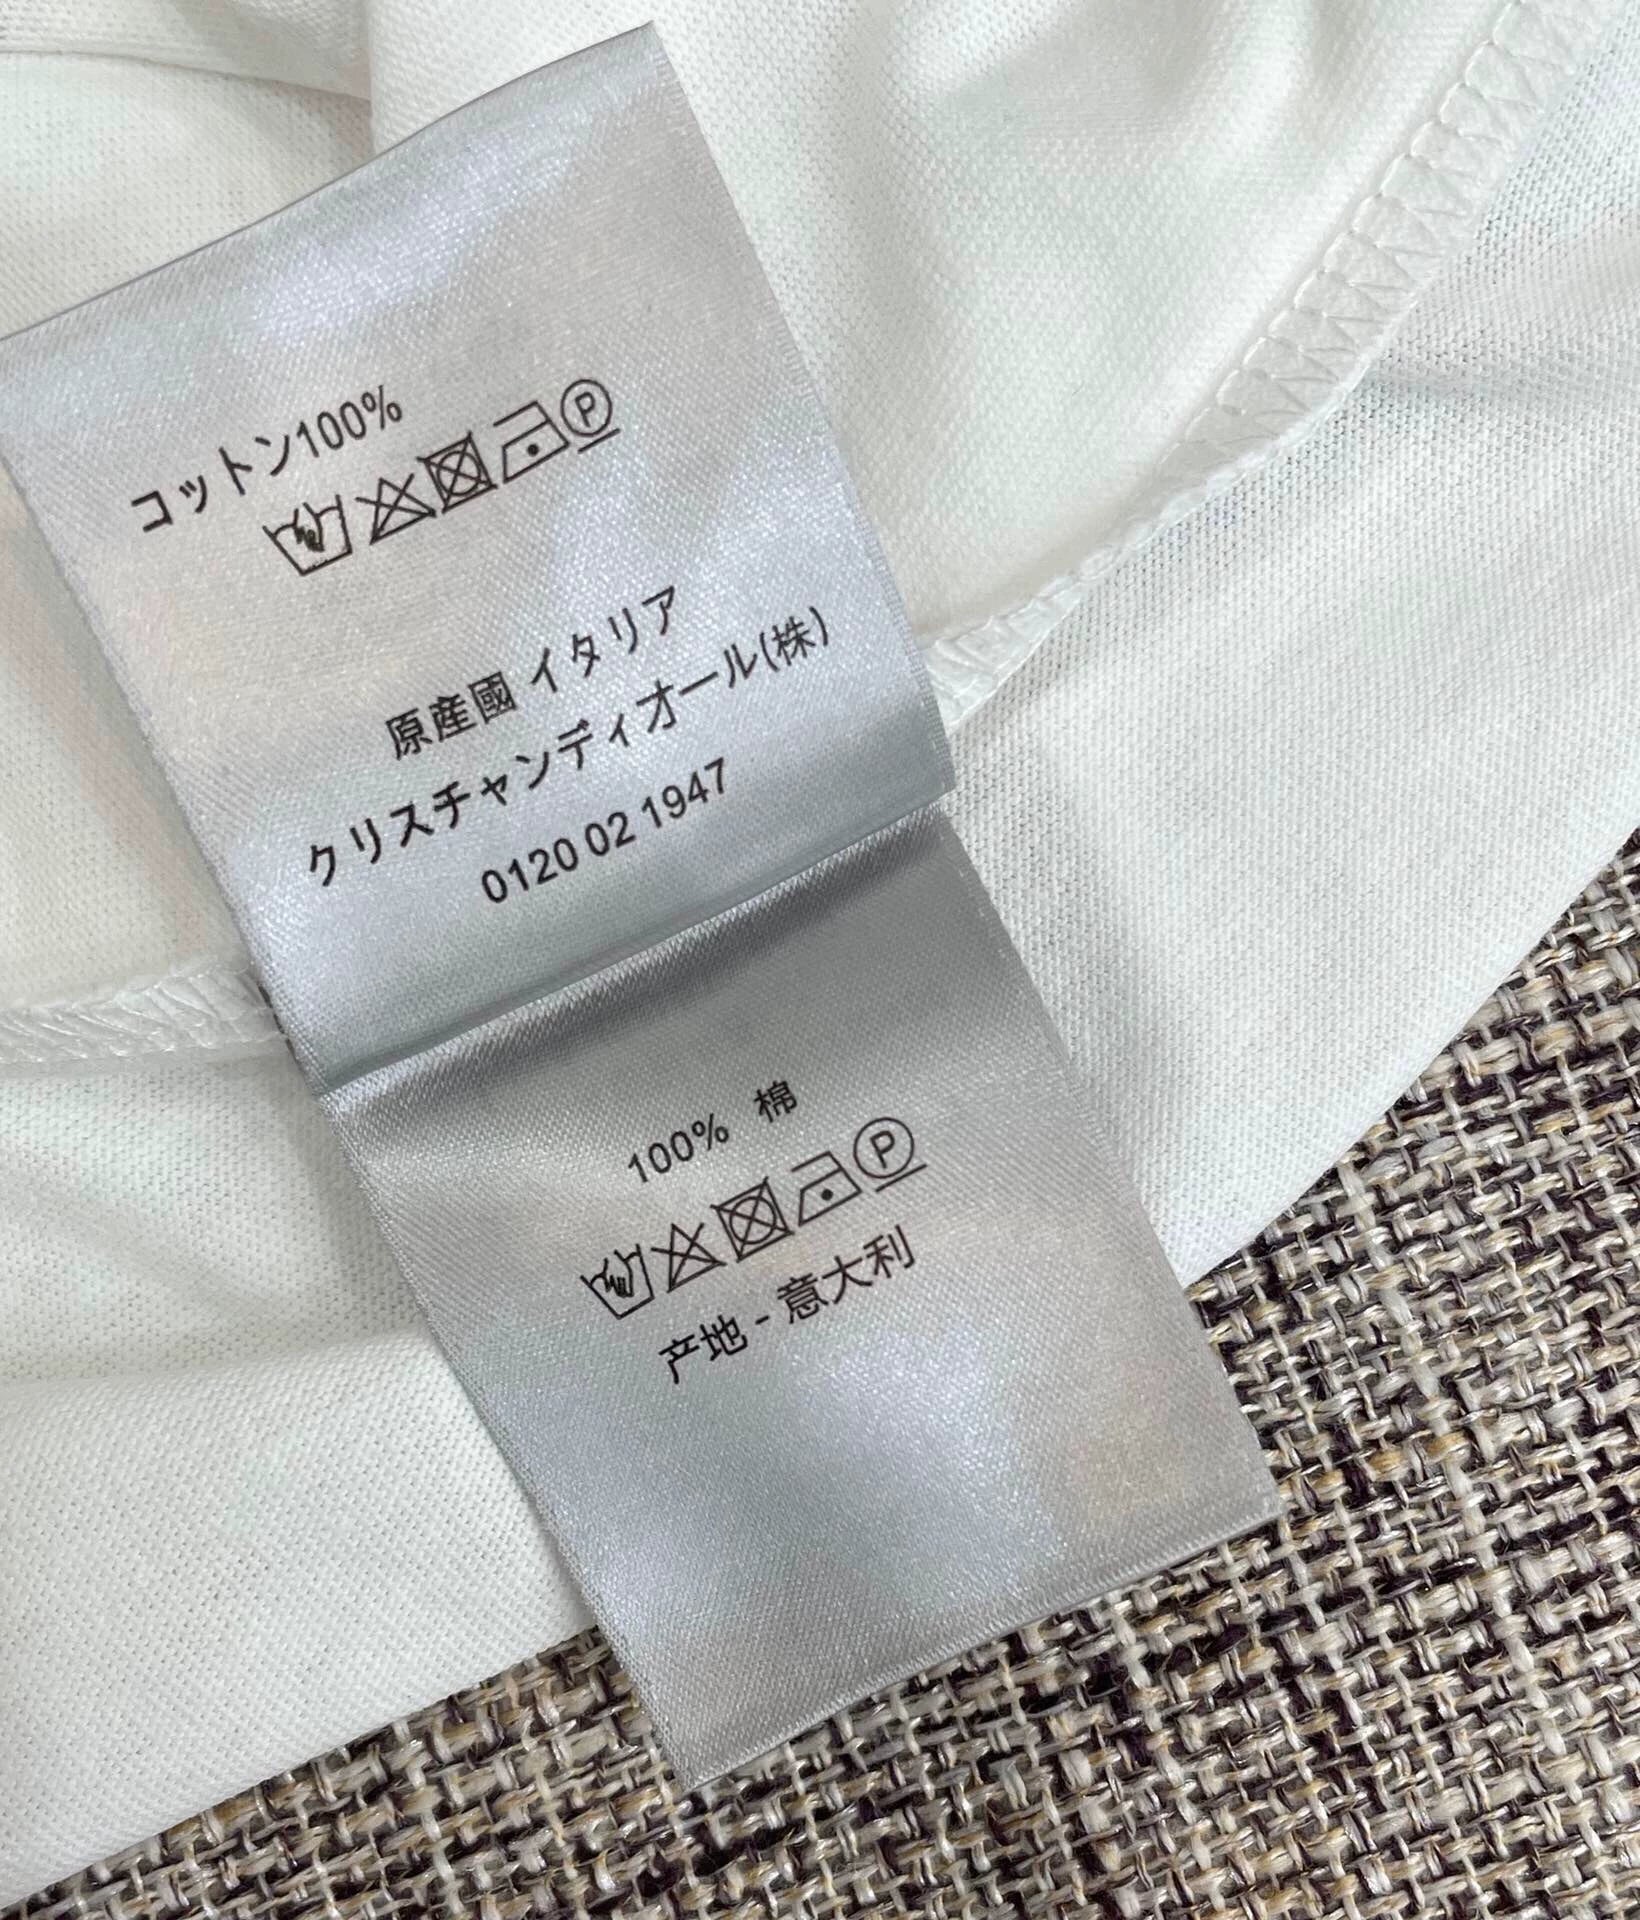 コットン100%
P
原産國 イタリア
クリスチャンディオール(株)
0120 02 1947
100% 棉
P
产地 - 意大利